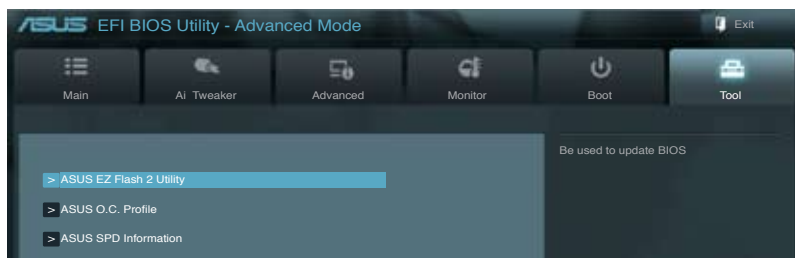 ASUS EFI BIOS Utility - Advanced Mode
Exit
Main Ai Tweaker Advanced Monitor Boot Tool
Be used to update BIOS
> ASUS EZ Flash 2 Utility
> ASUS O.C. Profile
> ASUS SPD Information